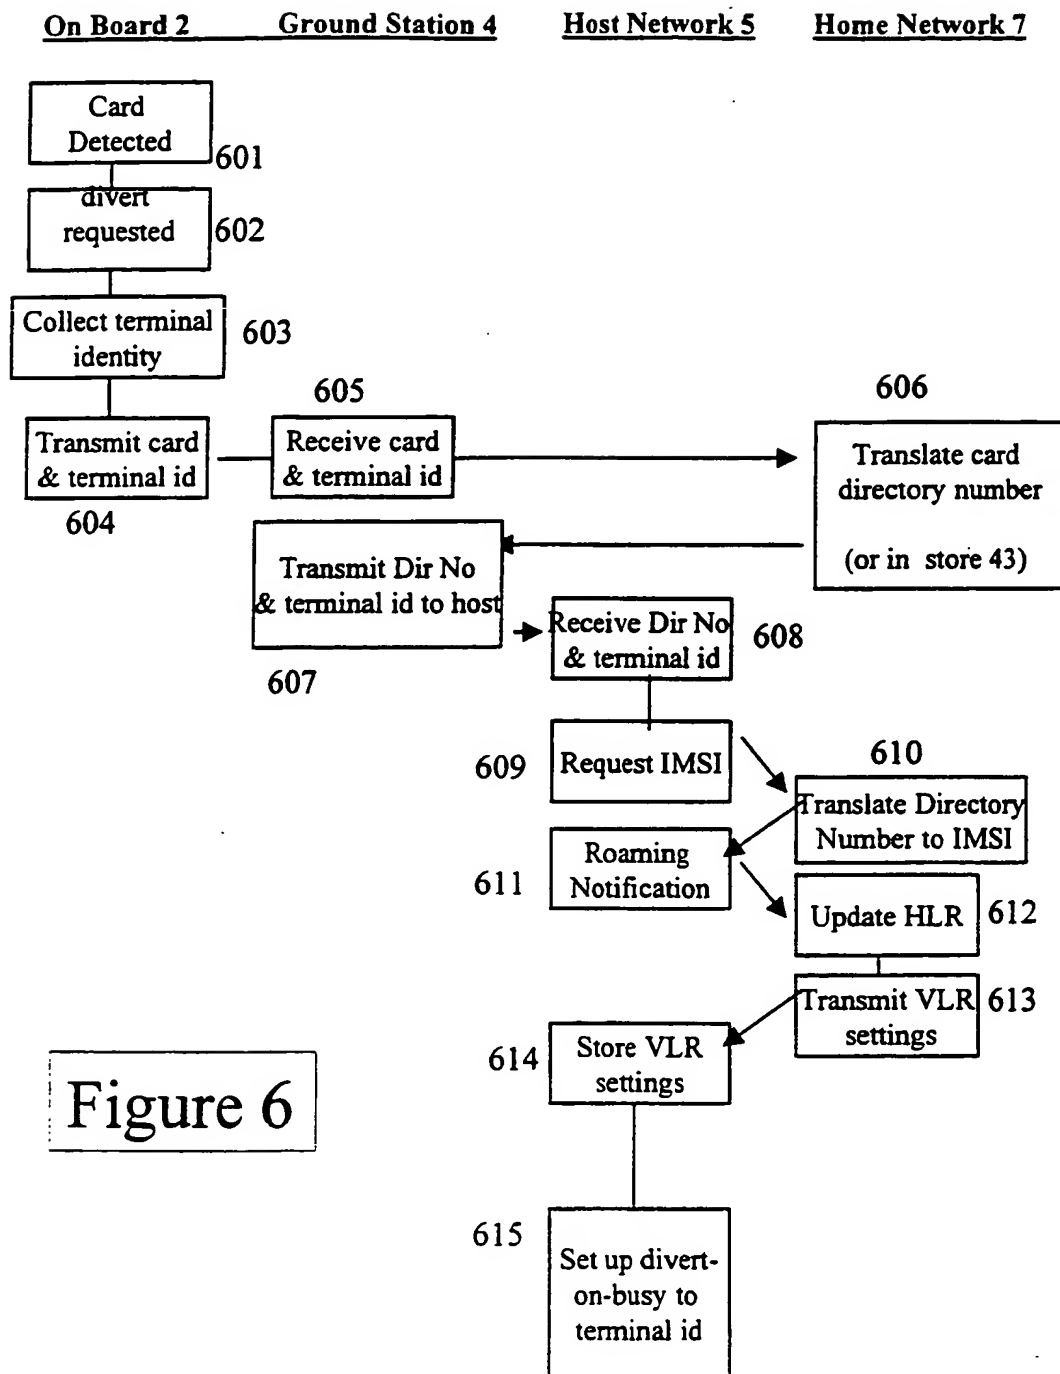 On Board 2 Ground Station 4 Host Network 5 Home Network 7
Card
Detected
601
divert
requested
602
Collect terminal
identity
603
605
606
Transmit card
& terminal id
604
Receive card
& terminal id
Translate card
directory number
(or in store 43)
Transmit Dir No
& terminal id to host
607
Receive Dir No
& terminal id
608
609
Request IMSI
610
Translate Directory
Number to IMSI
611
Roaming
Notification
Update HLR
612
Transmit VLR
settings
613
614
Store VLR
settings
Figure 6
615
Set up divert-
on-busy to
terminal id